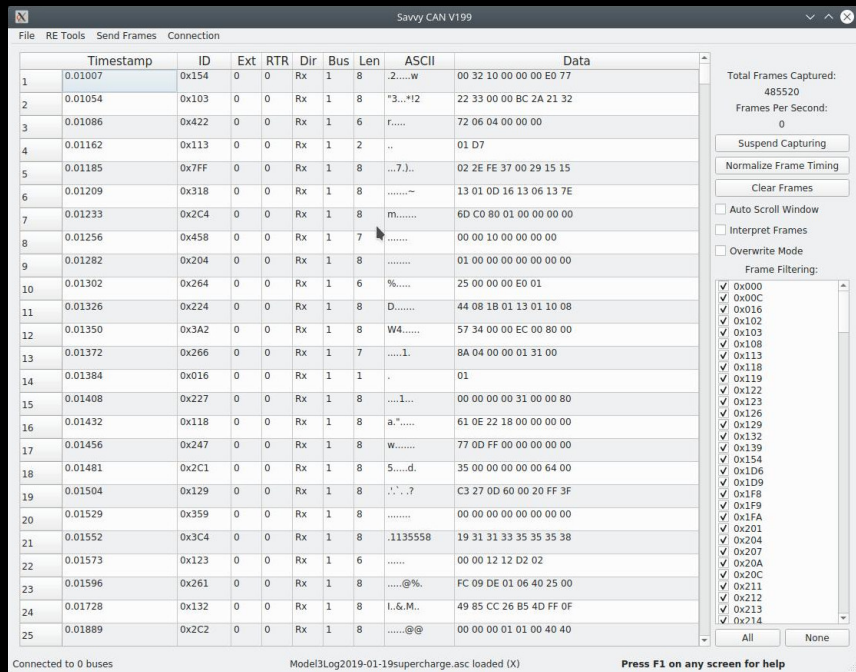 Savvy CAN V199
File RE Tools Send Frames Connection
Timestamp ID Ext RTR Dir Bus Len ASCII Data
1 0.01007 0x154 0 0 Rx 1 8 .2.....w 00 32 10 00 00 00 E0 77
2 0.01054 0x103 0 0 Rx 1 8 "3...*!2 22 33 00 00 BC 2A 21 32
3 0.01086 0x422 0 0 Rx 1 6 r..... 72 06 04 00 00 00
4 0.01162 0x113 0 0 Rx 1 2 .. 01 D7
5 0.01185 0x7FF 0 0 Rx 1 8 ...7.).. 02 2E FE 37 00 29 15 15
6 0.01209 0x318 0 0 Rx 1 8 .......~ 13 01 0D 16 13 06 13 7E
7 0.01233 0x2C4 0 0 Rx 1 8 m....... 6D C0 80 01 00 00 00 00
8 0.01256 0x458 0 0 Rx 1 7 ....... 00 00 10 00 00 00 00
9 0.01282 0x204 0 0 Rx 1 8 ........ 01 00 00 00 00 00 00 00
10 0.01302 0x264 0 0 Rx 1 6 %..... 25 00 00 00 E0 01
11 0.01326 0x224 0 0 Rx 1 8 D....... 44 08 1B 01 13 01 10 08
12 0.01350 0x3A2 0 0 Rx 1 8 W4...... 57 34 00 00 EC 00 80 00
13 0.01372 0x266 0 0 Rx 1 7 .....1. 8A 04 00 00 01 31 00
14 0.01384 0x016 0 0 Rx 1 1 . 01
15 0.01408 0x227 0 0 Rx 1 8 ....1... 00 00 00 00 31 00 00 80
16 0.01432 0x118 0 0 Rx 1 8 a."..... 61 0E 22 18 00 00 00 00
17 0.01456 0x247 0 0 Rx 1 8 w....... 77 0D FF 00 00 00 00 00
18 0.01481 0x2C1 0 0 Rx 1 8 5.....d. 35 00 00 00 00 00 64 00
19 0.01504 0x129 0 0 Rx 1 8 .'.`. .? C3 27 0D 60 00 20 FF 3F
20 0.01529 0x359 0 0 Rx 1 8 ........ 00 00 00 00 00 00 00 00
21 0.01552 0x3C4 0 0 Rx 1 8 .1135558 19 31 31 33 35 35 35 38
22 0.01573 0x123 0 0 Rx 1 6 ...... 00 00 12 12 D2 02
23 0.01596 0x261 0 0 Rx 1 8 .....@%. FC 09 DE 01 06 40 25 00
24 0.01728 0x132 0 0 Rx 1 8 I..&.M.. 49 85 CC 26 B5 4D FF 0F
25 0.01889 0x2C2 0 0 Rx 1 8 ......@@ 00 00 00 01 01 00 40 40
Total Frames Captured:
485520
Frames Per Second:
0
Suspend Capturing
Normalize Frame Timing
Clear Frames
Auto Scroll Window
Interpret Frames
Overwrite Mode
Frame Filtering:
0x000
0x00C
0x016
0x102
0x103
0x108
0x113
0x118
0x119
0x122
0x123
0x126
0x129
0x132
0x139
0x154
0x1D6
0x1D9
0x1F8
0x1F9
0x1FA
0x201
0x204
0x207
0x20A
0x20C
0x211
0x212
0x213
0x214
All None
Connected to 0 buses Model3Log2019-01-19supercharge.asc loaded (X) Press F1 on any screen for help